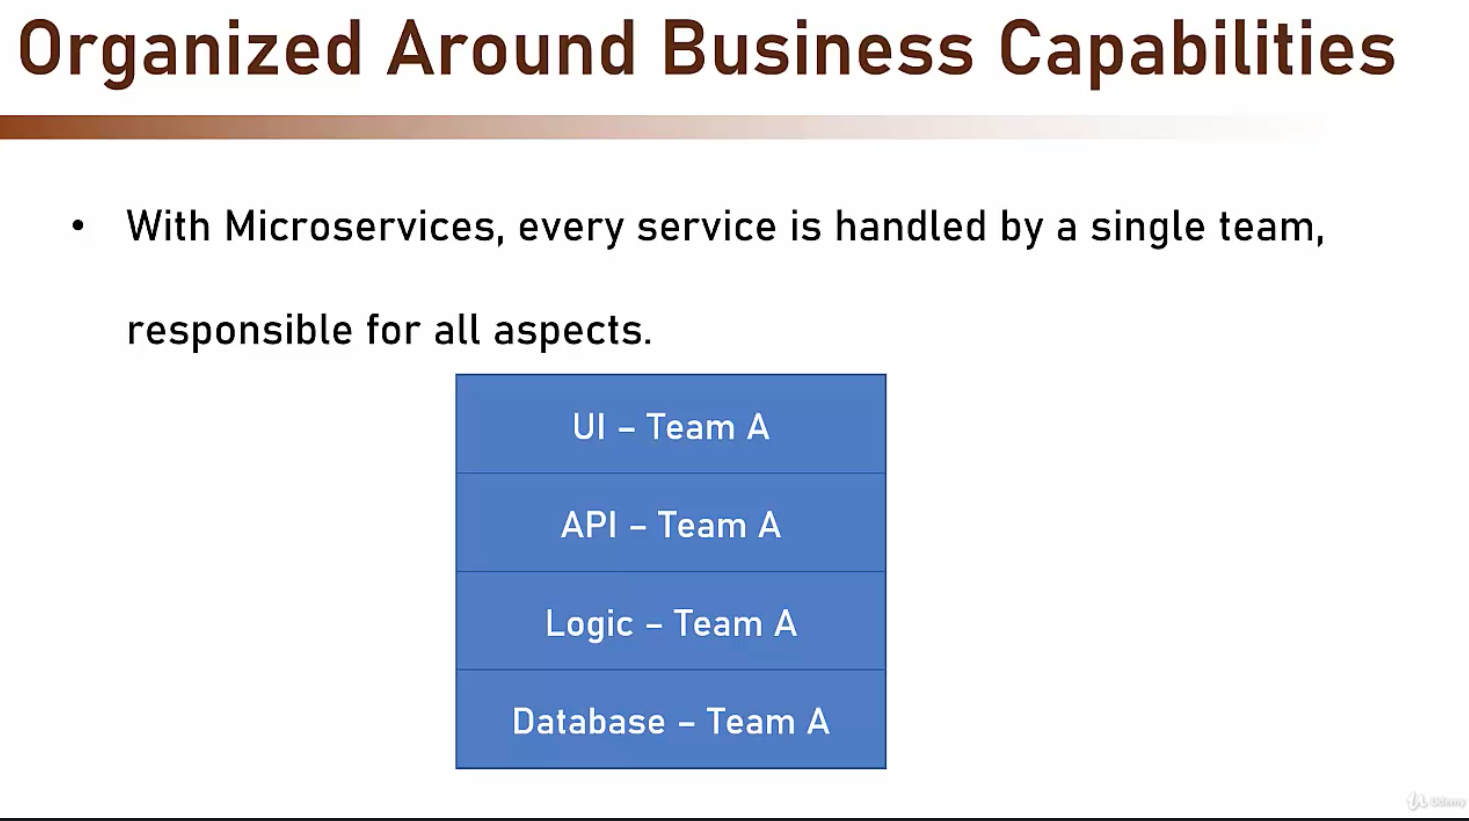 Organized Around Business Capabilities
• With Microservices, every service is handled by a single team,
responsible for all aspects.
UI – Team A
API – Team A
Logic – Team A
Database – Team A
Udemy